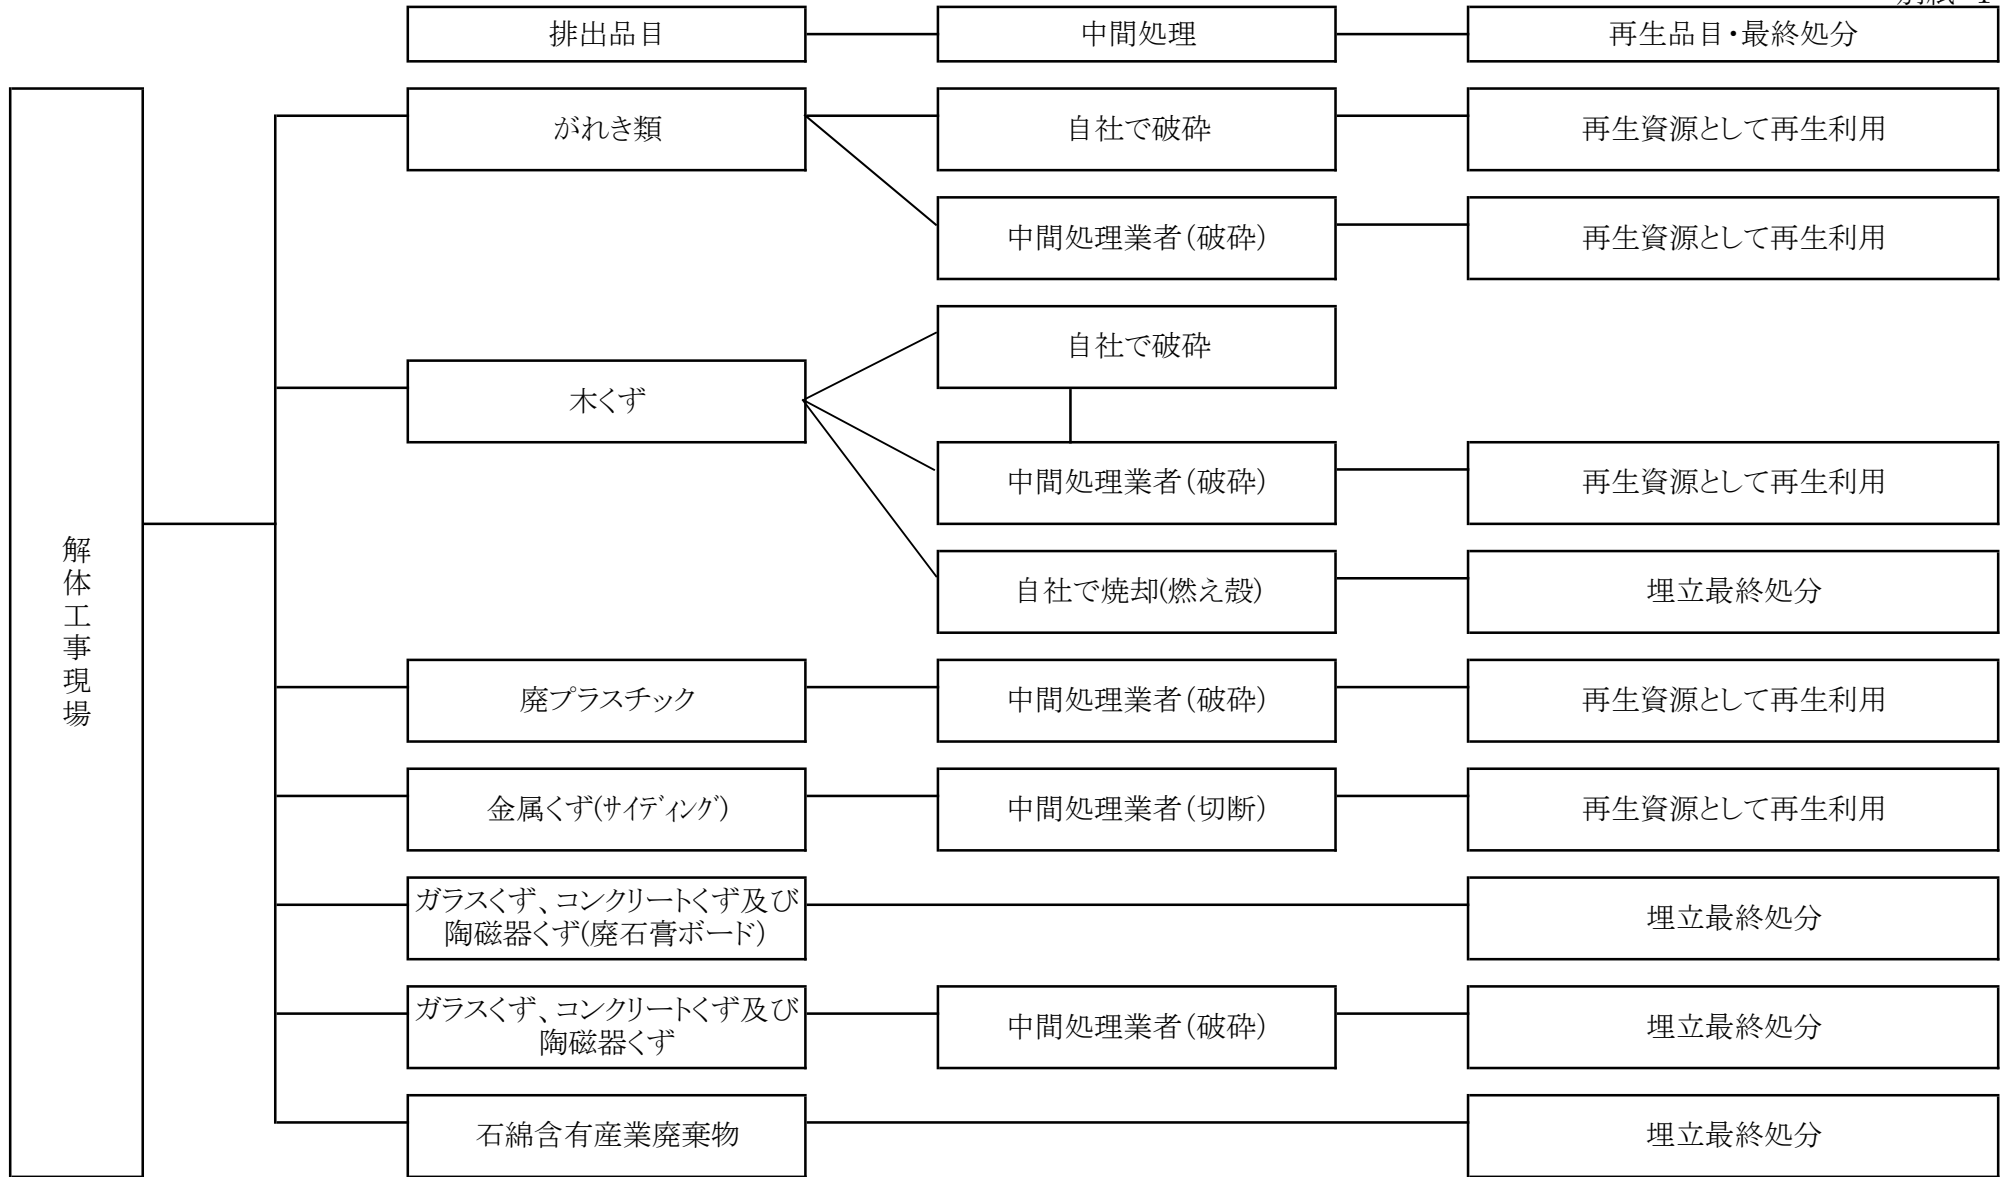 排出品目
中間処理
再生品目・最終処分
解体工事現場
がれき類
自社で破砕
再生資源として再生利用
中間処理業者(破砕)
再生資源として再生利用
自社で破砕
木くず
中間処理業者(破砕)
再生資源として再生利用
自社で焼却(燃え殻)
埋立最終処分
廃プラスチック
中間処理業者(破砕)
再生資源として再生利用
金属くず(ｻｲﾃﾞｨﾝｸﾞ)
中間処理業者(切断)
再生資源として再生利用
ガラスくず、コンクリートくず及び
陶磁器くず(廃石膏ボード)
埋立最終処分
ガラスくず、コンクリートくず及び
陶磁器くず
中間処理業者(破砕)
埋立最終処分
石綿含有産業廃棄物
埋立最終処分